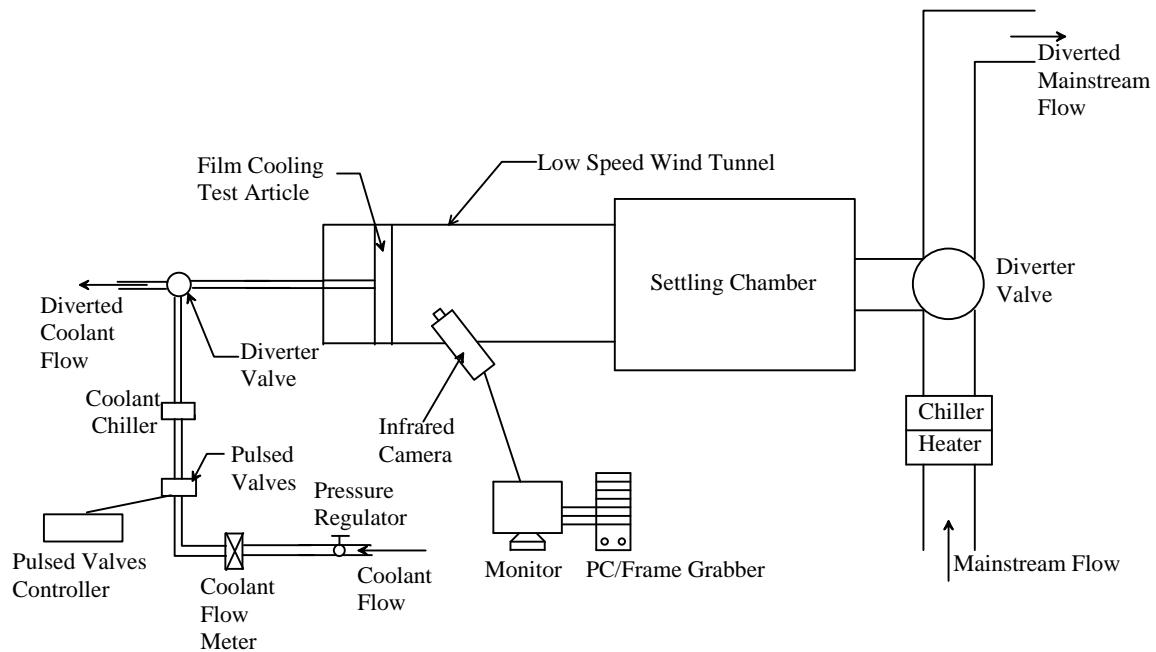 Diverted
Mainstream
Flow
Film Cooling
Test Article
Low Speed Wind Tunnel
Settling Chamber
Diverter
Valve
Diverted
Coolant
Flow
Diverter
Valve
Coolant
Chiller
Infrared
Camera
Chiller
Heater
Pulsed
Valves
Pressure
Regulator
Pulsed Valves
Controller
Coolant
Flow
Meter
Coolant
Flow
Monitor
PC/Frame Grabber
Mainstream Flow